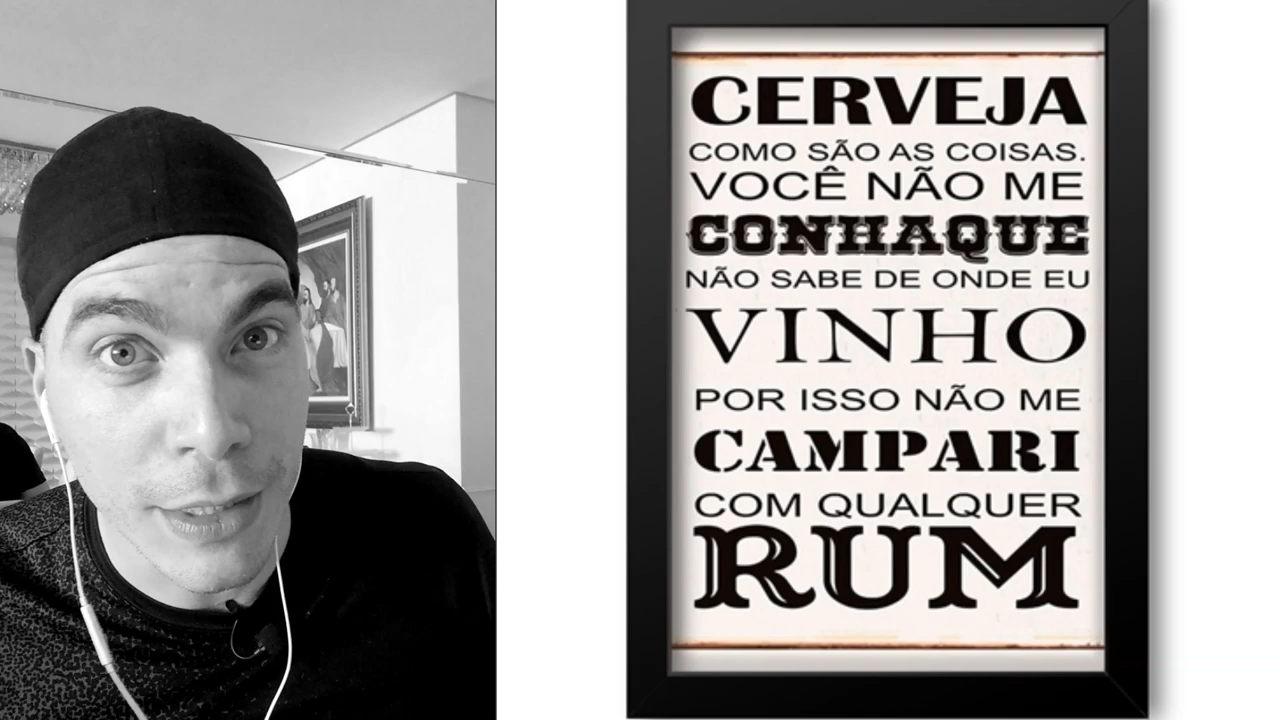 CERVEJA
COMO SÃO AS COISAS.
VOCÊ NÃO ME
CONHAQUE
NÃO SABE DE ONDE EU
VINHO
POR ISSO NÃO ME
CAMPARI
COM QUALQUER
RUM